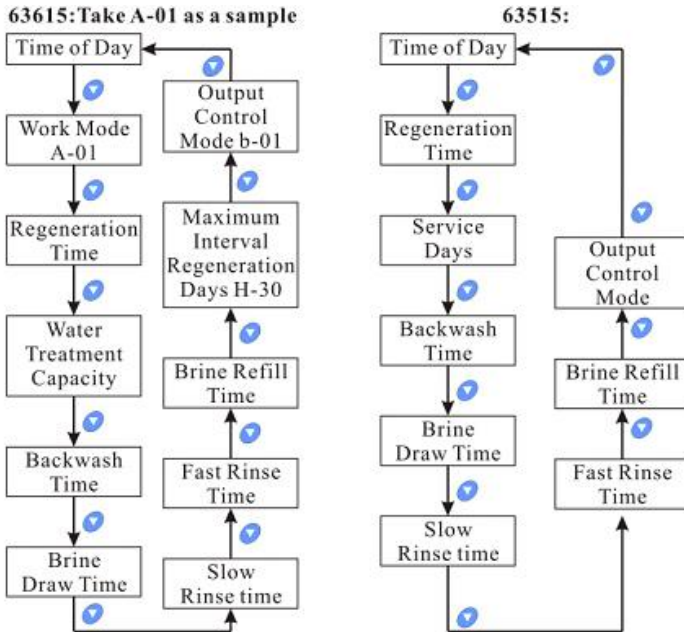 63615:Take A-01 as a sample
Time of Day
Work Mode
A-01
Regeneration
Time
Water
Treatment
Capacity
Backwash
Time
Brine
Draw Time
Slow
Rinse time
Fast Rinse
Time
Brine Refill
Time
Maximum
Interval
Regeneration
Days H-30
Output
Control
Mode b-01
63515:
Time of Day
Regeneration
Time
Service
Days
Backwash
Time
Brine
Draw Time
Slow
Rinse time
Fast Rinse
Time
Brine Refill
Time
Output
Control
Mode